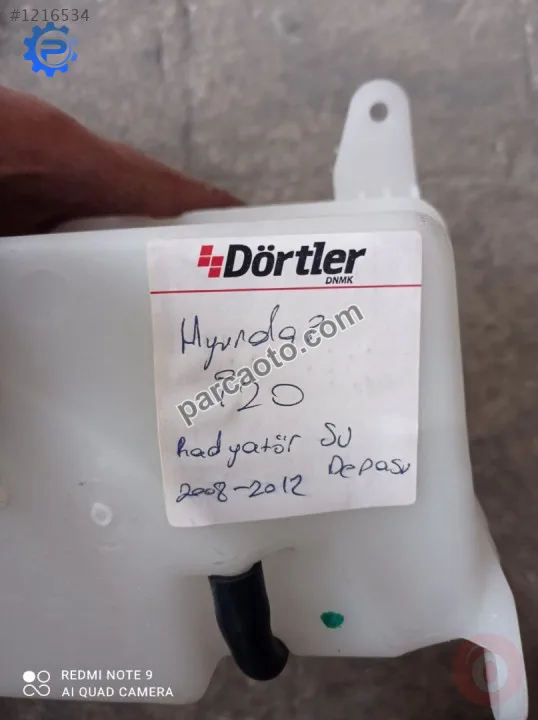 #1216534
Dörtler
DNMK
Hyundai
i20
parcaoto.com
Radyatör Su
Deposu
2008-2012
REDMI NOTE 9
AI QUAD CAMERA